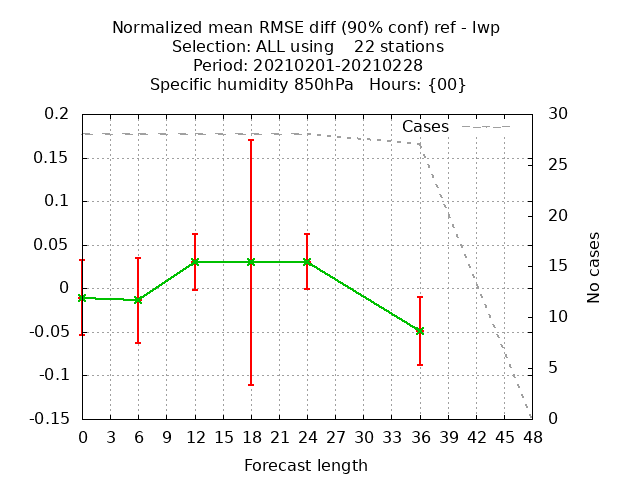 Normalized mean RMSE diff (90% conf) ref - lwp
Selection: ALL using    22 stations
Period: 20210201-20210228
Specific humidity 850hPa   Hours: {00}
0.2
0.15
0.1
0.05
0
-0.05
-0.1
-0.15
Cases
30
25
20
15
10
5
0
No cases
0 3 6 9 12 15 18 21 24 27 30 33 36 39 42 45 48
Forecast length